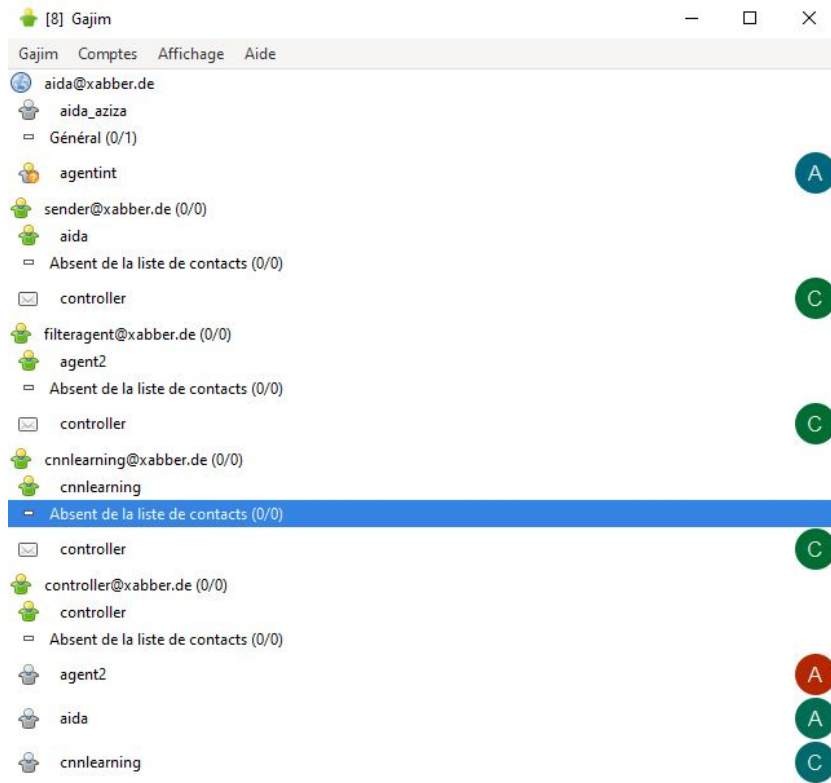 [8] Gajim
Gajim Comptes Affichage Aide
aida@xabber.de
aida_aziza
Général (0/1)
agentint A
sender@xabber.de (0/0)
aida
Absent de la liste de contacts (0/0)
controller C
filteragent@xabber.de (0/0)
agent2
Absent de la liste de contacts (0/0)
controller C
cnnlearning@xabber.de (0/0)
cnnlearning
Absent de la liste de contacts (0/0)
controller C
controller@xabber.de (0/0)
controller
Absent de la liste de contacts (0/0)
agent2 A
aida A
cnnlearning C